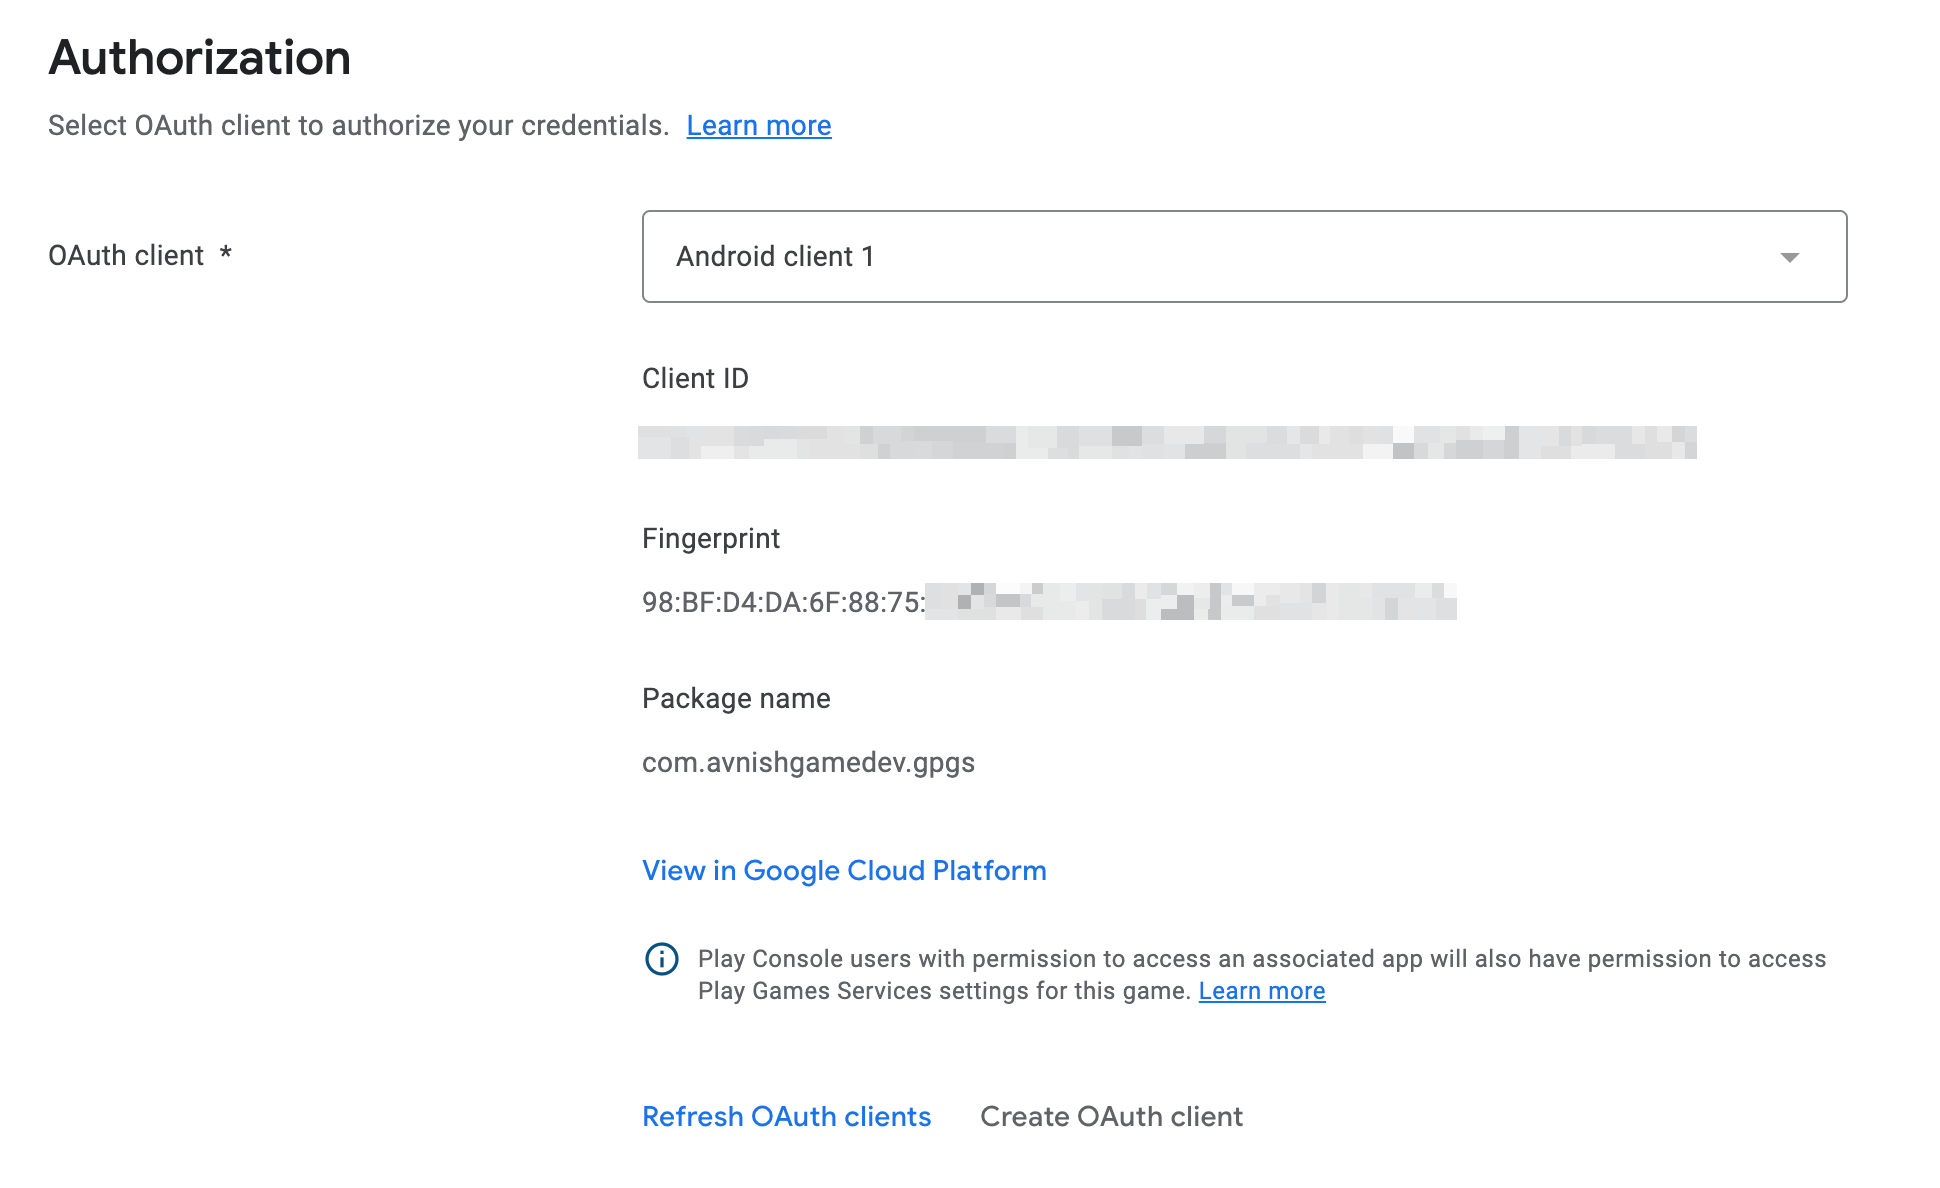 Authorization
Select OAuth client to authorize your credentials. Learn more
OAuth client *
Android client 1
Client ID
Fingerprint
98:BF:D4:DA:6F:88:75:
Package name
com.avnishgamedev.gpgs
View in Google Cloud Platform
Play Console users with permission to access an associated app will also have permission to access
Play Games Services settings for this game. Learn more
Refresh OAuth clients Create OAuth client